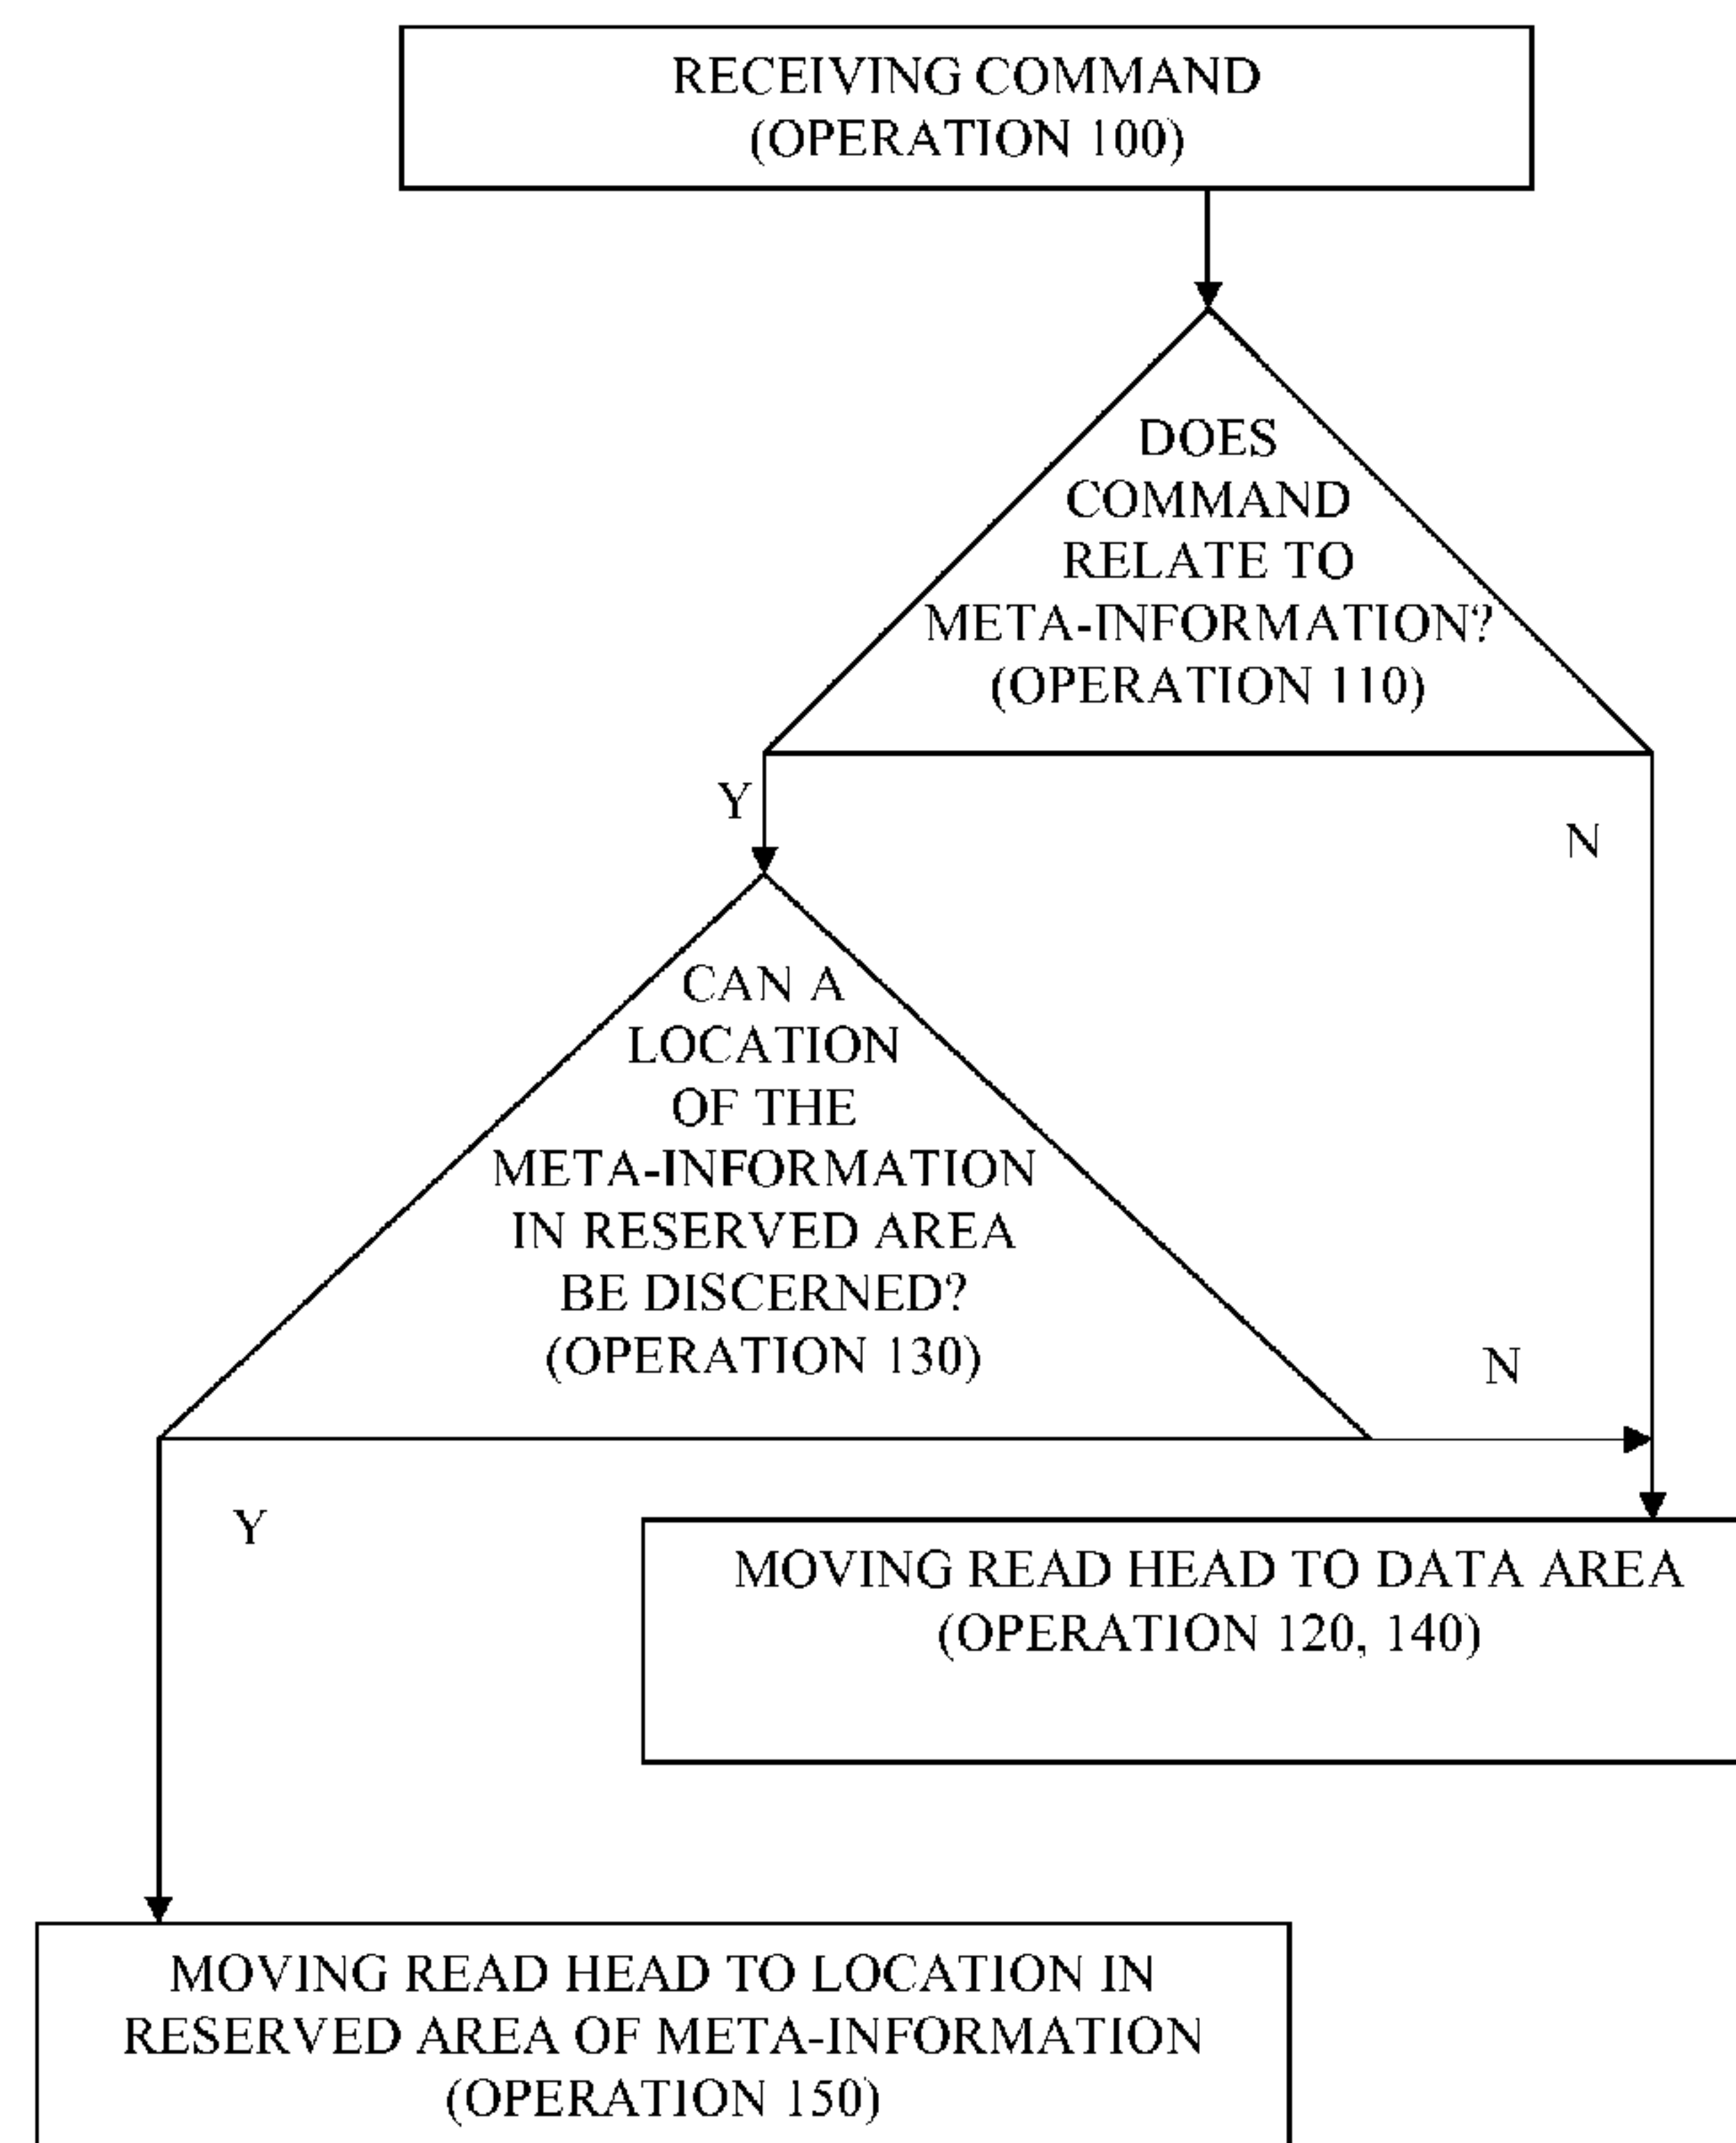 RECEIVING COMMAND
(OPERATION 100)
DOES
COMMAND
RELATE TO
META-INFORMATION?
(OPERATION 110)
Y
N
CAN A
LOCATION
OF THE
META-INFORMATION
IN RESERVED AREA
BE DISCERNED?
(OPERATION 130)
N
Y
MOVING READ HEAD TO DATA AREA
(OPERATION 120, 140)
MOVING READ HEAD TO LOCATION IN
RESERVED AREA OF META-INFORMATION
(OPERATION 150)